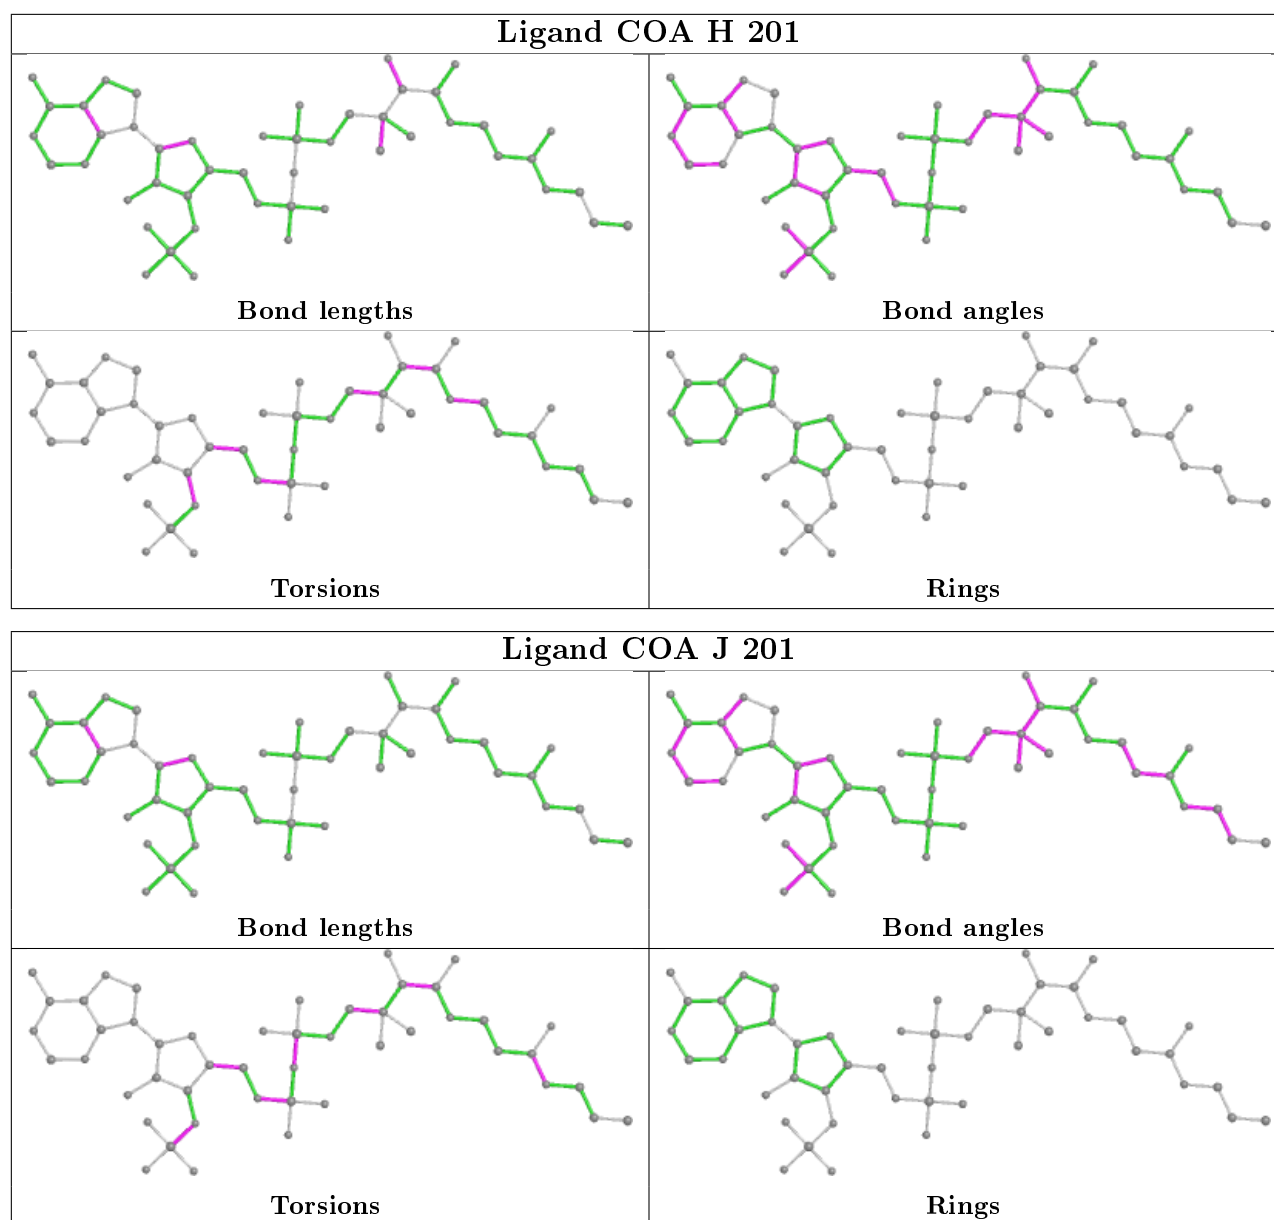 Ligand COA H 201
Bond lengths
Bond angles
Torsions
Rings
Ligand COA J 201
Bond lengths
Bond angles
Torsions
Rings